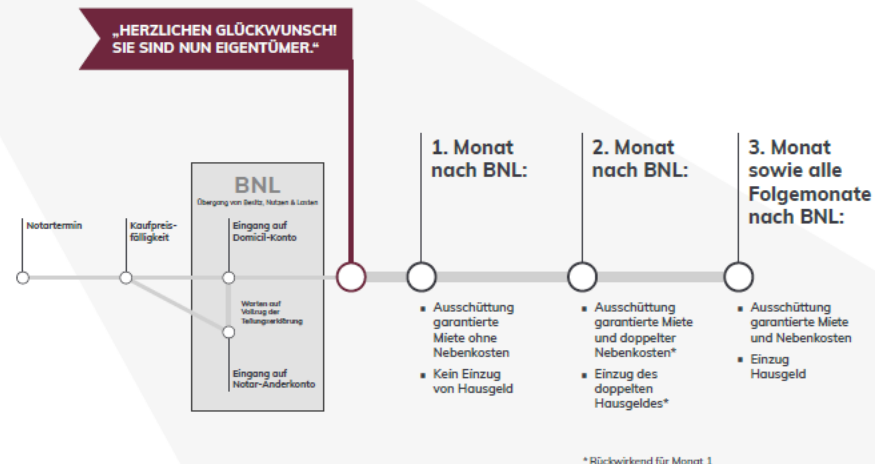 „HERZLICHEN GLÜCKWUNSCH!
SIE SIND NUN EIGENTÜMER.“
BNL
Übergang von Besitz, Nutzen & Lasten
Notartermin
Kaufpreis-
fälligkeit
Eingang auf
Domicil-Konto
Warten auf
Vollzug der
Teilungserklärung
Eingang auf
Notar-Anderkonto
1. Monat
nach BNL:
▪ Ausschüttung
garantierte
Miete ohne
Nebenkosten
▪ Kein Einzug
von Hausgeld
2. Monat
nach BNL:
▪ Ausschüttung
garantierte Miete
und doppelter
Nebenkosten*
▪ Einzug des
doppelten
Hausgeldes*
3. Monat
sowie alle
Folgemonate
nach BNL:
▪ Ausschüttung
garantierte Miete
und Nebenkosten
▪ Einzug
Hausgeld
* Rückwirkend für Monat 1